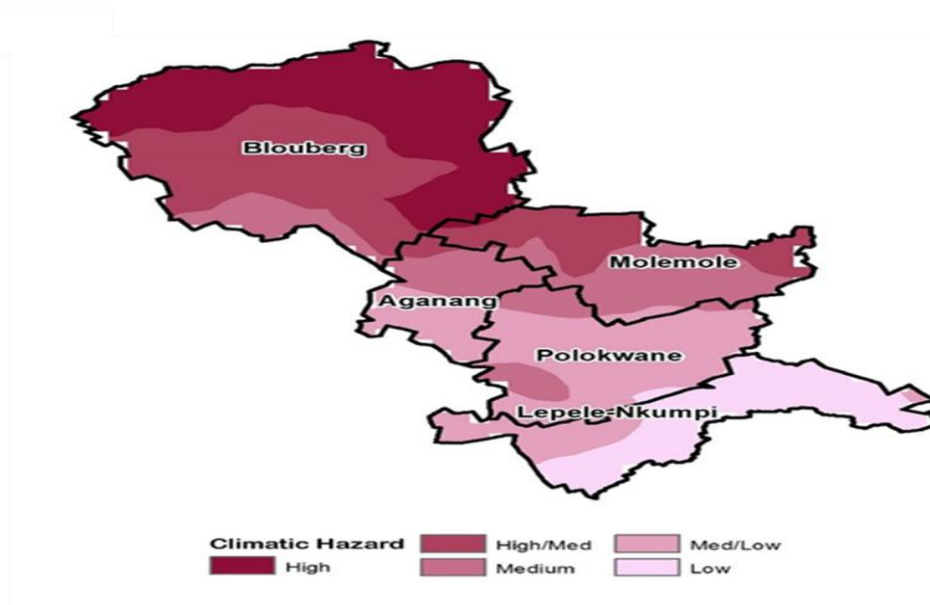 Blouberg
Molemole
Aganang
Polokwane
Lepele-Nkumpi
Climatic Hazard
High
High/Med
Medium
Med/Low
Low